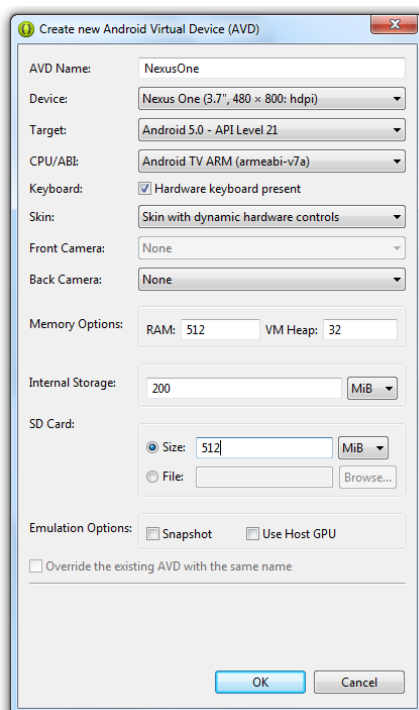 Create new Android Virtual Device (AVD)
AVD Name: NexusOne
Device: Nexus One (3.7", 480 × 800: hdpi)
Target: Android 5.0 - API Level 21
CPU/ABI: Android TV ARM (armeabi-v7a)
Keyboard: Hardware keyboard present
Skin: Skin with dynamic hardware controls
Front Camera: None
Back Camera: None
Memory Options: RAM: 512 VM Heap: 32
Internal Storage: 200 MiB
SD Card:
Size: 512 MiB
File: Browse...
Emulation Options: Snapshot Use Host GPU
Override the existing AVD with the same name
OK Cancel